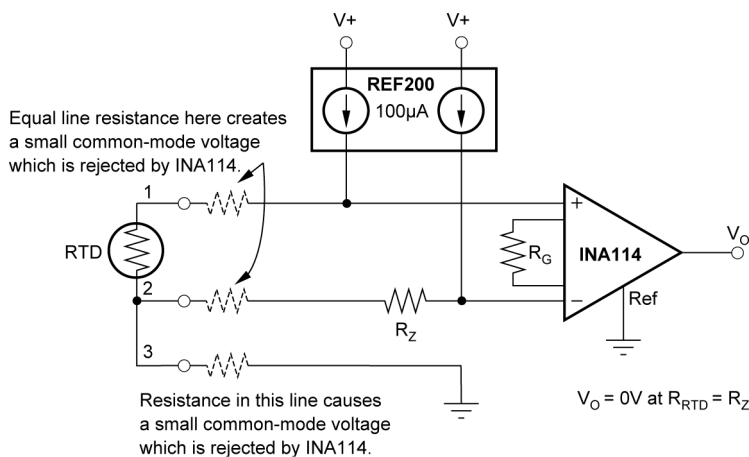 V+ V+
REF200
100µA
Equal line resistance here creates
a small common-mode voltage
which is rejected by INA114.
1
RTD
2
3
R_Z
R_G
+
−
INA114
V_O
Ref
Resistance in this line causes
a small common-mode voltage
which is rejected by INA114.
V_O = 0V at R_RTD = R_Z